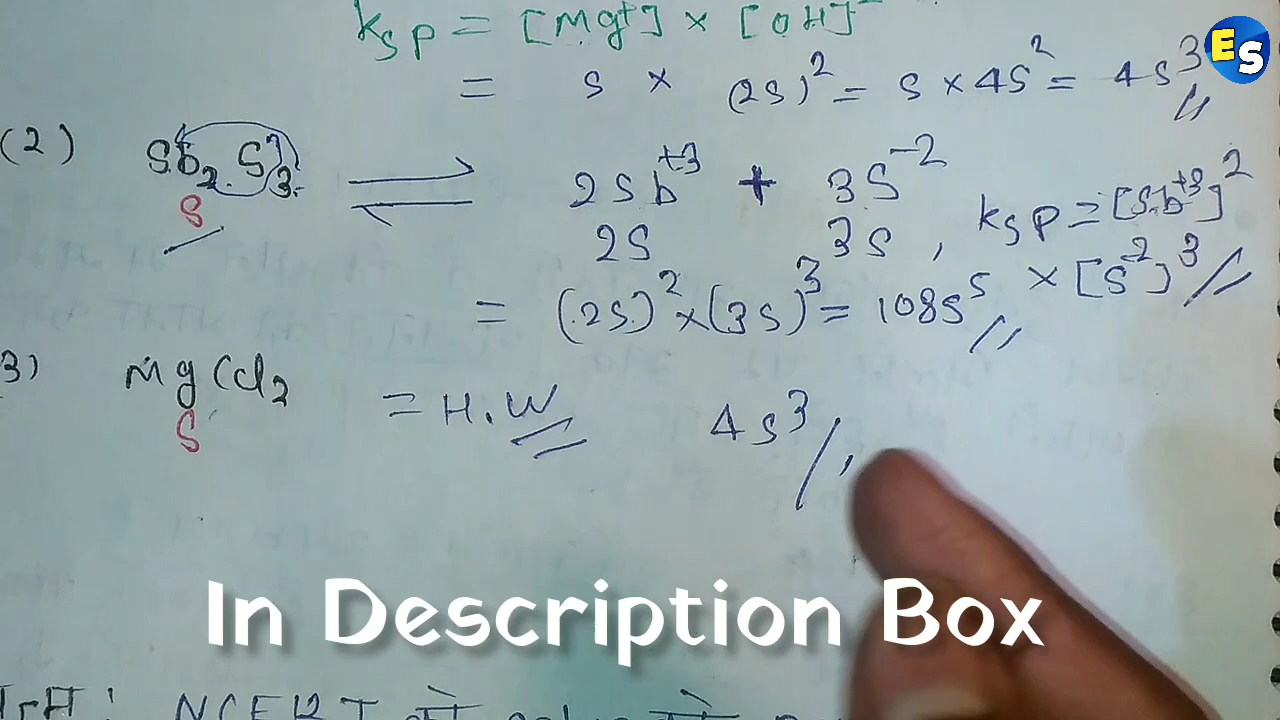 Ksp = [Mg+] × [OH]-
= s × (2s)² = s × 4s² = 4s³
ES
(2) Sb₂S₃ ⇌ 2Sb+3 + 3S-2
s 2s 3s , Ksp = [Sb+3]²
× [S-2]³
= (2s)² × (3s)³ = 108s⁵
3) MgCl₂ = H.W 4s³
s
In Description Box
NCERT